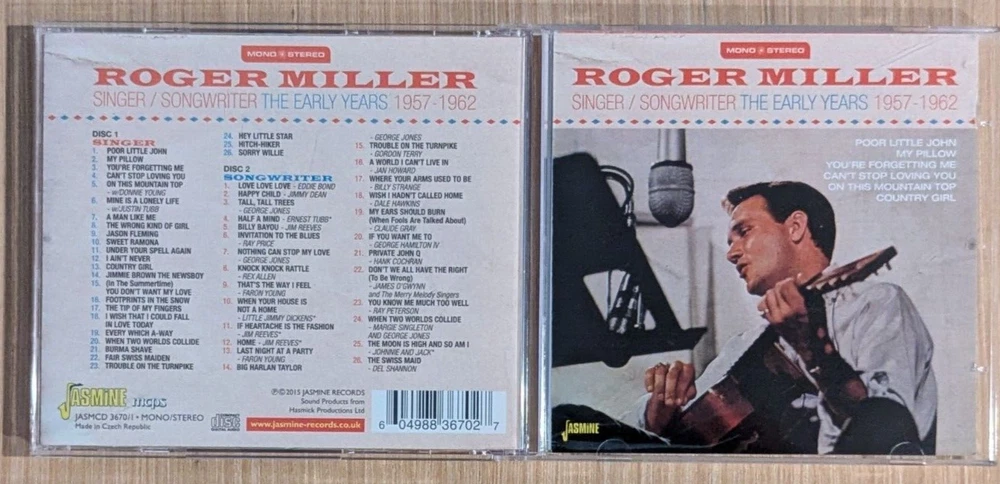 MONO STEREO
ROGER MILLER
SINGER / SONGWRITER THE EARLY YEARS 1957-1962
DISC 1
SINGER
1. POOR LITTLE JOHN
2. MY PILLOW
3. YOU'RE FORGETTING ME
4. CAN'T STOP LOVING YOU
5. ON THIS MOUNTAIN TOP
- w/DONNIE YOUNG
6. MINE IS A LONELY LIFE
- w/JUSTIN TUBB
7. A MAN LIKE ME
8. THE WRONG KIND OF GIRL
9. JASON FLEMING
10. SWEET RAMONA
11. UNDER YOUR SPELL AGAIN
12. I AIN'T NEVER
13. COUNTRY GIRL
14. JIMMIE BROWN THE NEWSBOY
15. (In the Summertime)
YOU DON'T WANT MY LOVE
16. FOOTPRINTS IN THE SNOW
17. THE TIP OF MY FINGERS
18. I WISH THAT I COULD FALL
IN LOVE TODAY
19. EVERY WHICH A-WAY
20. WHEN TWO WORLDS COLLIDE
21. BURMA SHAVE
22. FAIR SWISS MAIDEN
23. TROUBLE ON THE TURNPIKE
24. HEY LITTLE STAR
25. HITCH-HIKER
26. SORRY WILLIE
DISC 2
SONGWRITER
1. LOVE LOVE LOVE - EDDIE BOND
2. HAPPY CHILD - JIMMY DEAN
3. TALL, TALL TREES
- GEORGE JONES
4. HALF A MIND - ERNEST TUBB*
5. BILLY BAYOU - JIM REEVES
6. INVITATION TO THE BLUES
- RAY PRICE
7. NOTHING CAN STOP MY LOVE
- GEORGE JONES
8. KNOCK KNOCK RATTLE
- REX ALLEN
9. THAT'S THE WAY I FEEL
- FARON YOUNG
10. WHEN YOUR HOUSE IS
NOT A HOME
- LITTLE JIMMY DICKENS*
11. IF HEARTACHE IS THE FASHION
- JIM REEVES*
12. HOME - JIM REEVES*
13. LAST NIGHT AT A PARTY
- FARON YOUNG
14. BIG HARLAN TAYLOR
- GEORGE JONES
15. TROUBLE ON THE TURNPIKE
- GORDON TERRY
16. A WORLD I CAN'T LIVE IN
- JAN HOWARD
17. WHERE YOUR ARMS USED TO BE
- BILLY STRANGE
18. WISH I HADN'T CALLED HOME
- DALE HAWKINS
19. MY EARS SHOULD BURN
(When Fools Are Talked About)
- CLAUDE GRAY
20. IF YOU WANT ME TO
- GEORGE HAMILTON IV
21. PRIVATE JOHN Q
- HANK COCHRAN
22. DON'T WE ALL HAVE THE RIGHT
(To Be Wrong)
- JAMES O'GWYNN
and The Merry Melody Singers
23. YOU KNOW ME MUCH TOO WELL
- RAY PETERSON
24. WHEN TWO WORLDS COLLIDE
- MARGIE SINGLETON
AND GEORGE JONES
25. THE MOON IS HIGH AND SO AM I
- JOHNNIE AND JACK*
26. THE SWISS MAID
- DEL SHANNON
JASMINE mcps
JASMCD 3670/1 • MONO/STEREO
Made in Czech Republic
COMPACT
disc
DIGITAL AUDIO
℗©2015 JASMINE RECORDS
Sound Products from
Hasmick Productions Ltd
www.jasmine-records.co.uk
6 04988 36702 7
MONO STEREO
ROGER MILLER
SINGER / SONGWRITER THE EARLY YEARS 1957-1962
POOR LITTLE JOHN
MY PILLOW
YOU'RE FORGETTING ME
CAN'T STOP LOVING YOU
ON THIS MOUNTAIN TOP
COUNTRY GIRL
JASMINE